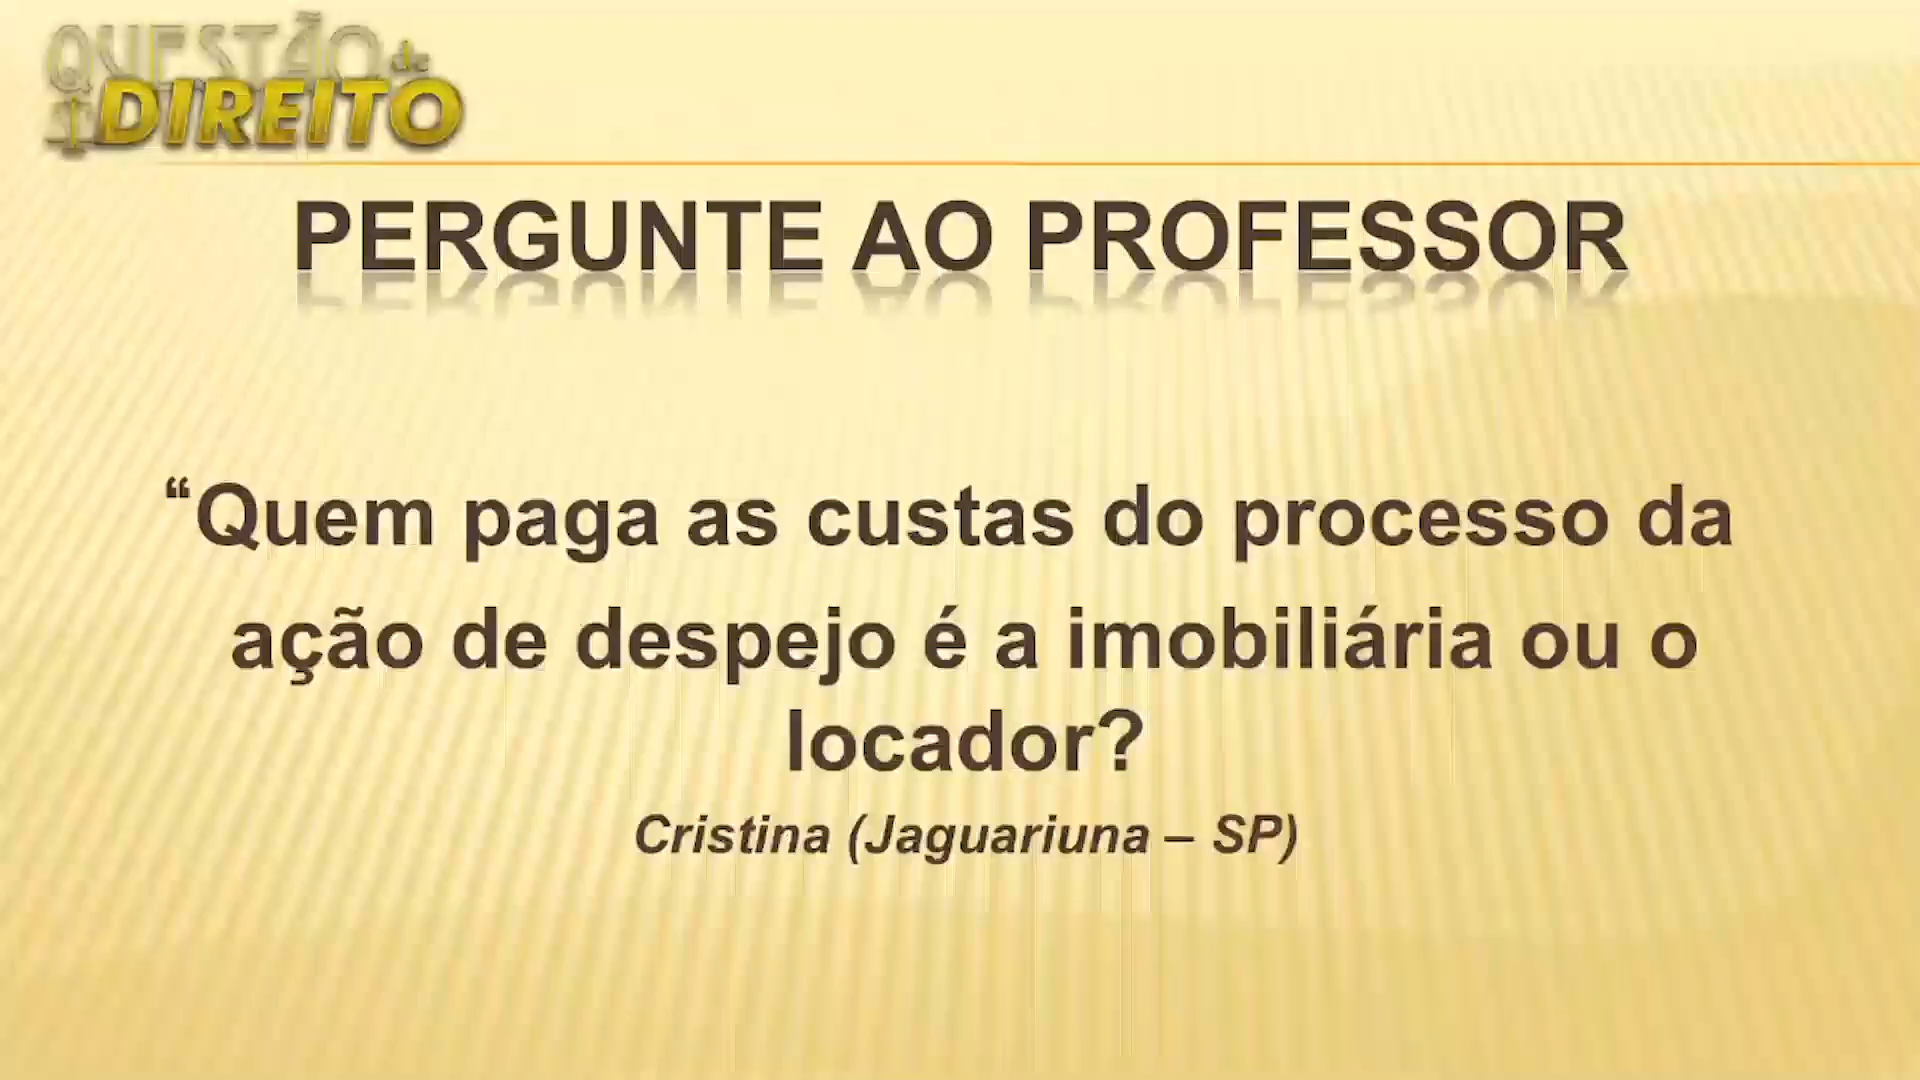 QUESTÃO de
DIREITO
PERGUNTE AO PROFESSOR
“Quem paga as custas do processo da
ação de despejo é a imobiliária ou o
locador?
Cristina (Jaguariuna – SP)